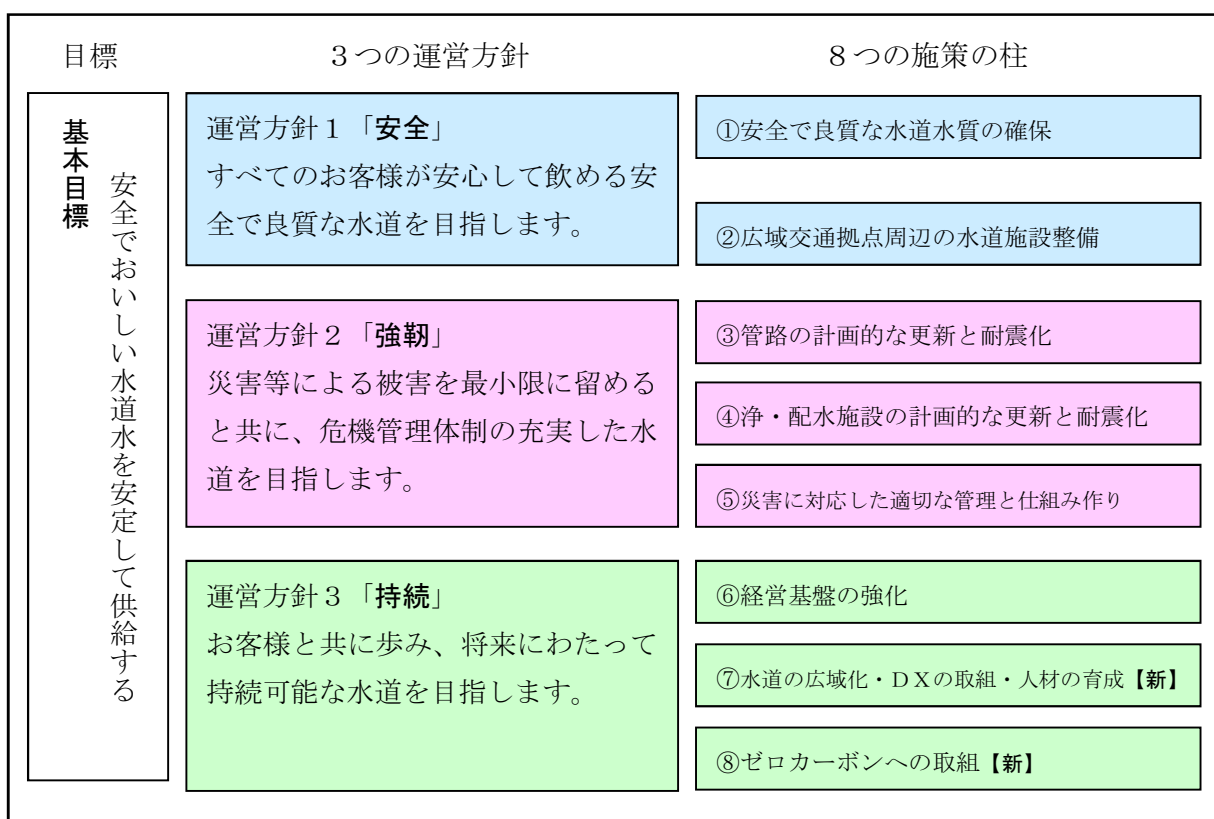 目標
３つの運営方針
８つの施策の柱
基本目標
安全でおいしい水道水を安定して供給する
運営方針１「安全」
すべてのお客様が安心して飲める安
全で良質な水道を目指します。
①安全で良質な水道水質の確保
②広域交通拠点周辺の水道施設整備
運営方針２「強靭」
災害等による被害を最小限に留める
と共に、危機管理体制の充実した水
道を目指します。
③管路の計画的な更新と耐震化
④浄・配水施設の計画的な更新と耐震化
⑤災害に対応した適切な管理と仕組み作り
運営方針３「持続」
お客様と共に歩み、将来にわたって
持続可能な水道を目指します。
⑥経営基盤の強化
⑦水道の広域化・ＤＸの取組・人材の育成【新】
⑧ゼロカーボンへの取組【新】